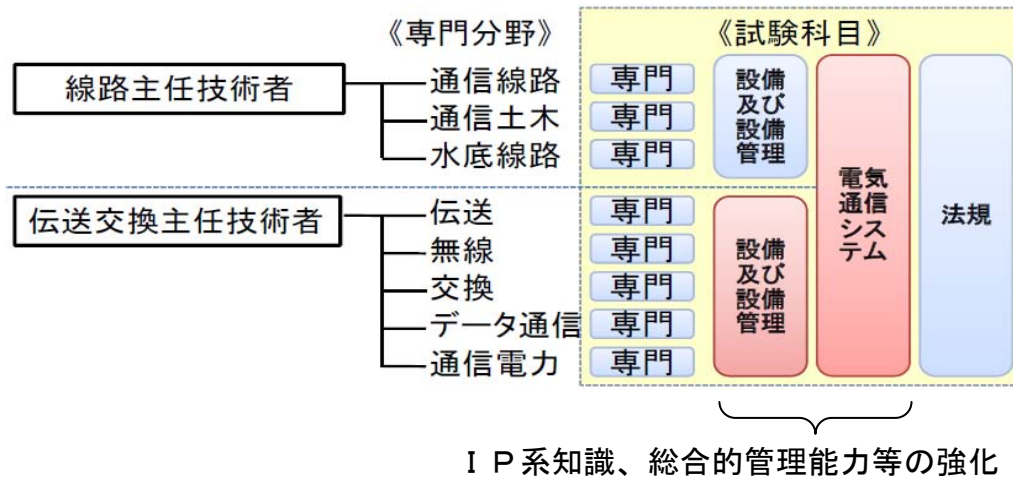 《専門分野》 《試験科目》
線路主任技術者
通信線路 専門
通信土木 専門
水底線路 専門
設備
及び
設備
管理
伝送交換主任技術者
伝送 専門
無線 専門
交換 専門
データ通信 専門
通信電力 専門
設備
及び
設備
管理
電気
通信
システム
法規
ＩＰ系知識、総合的管理能力等の強化